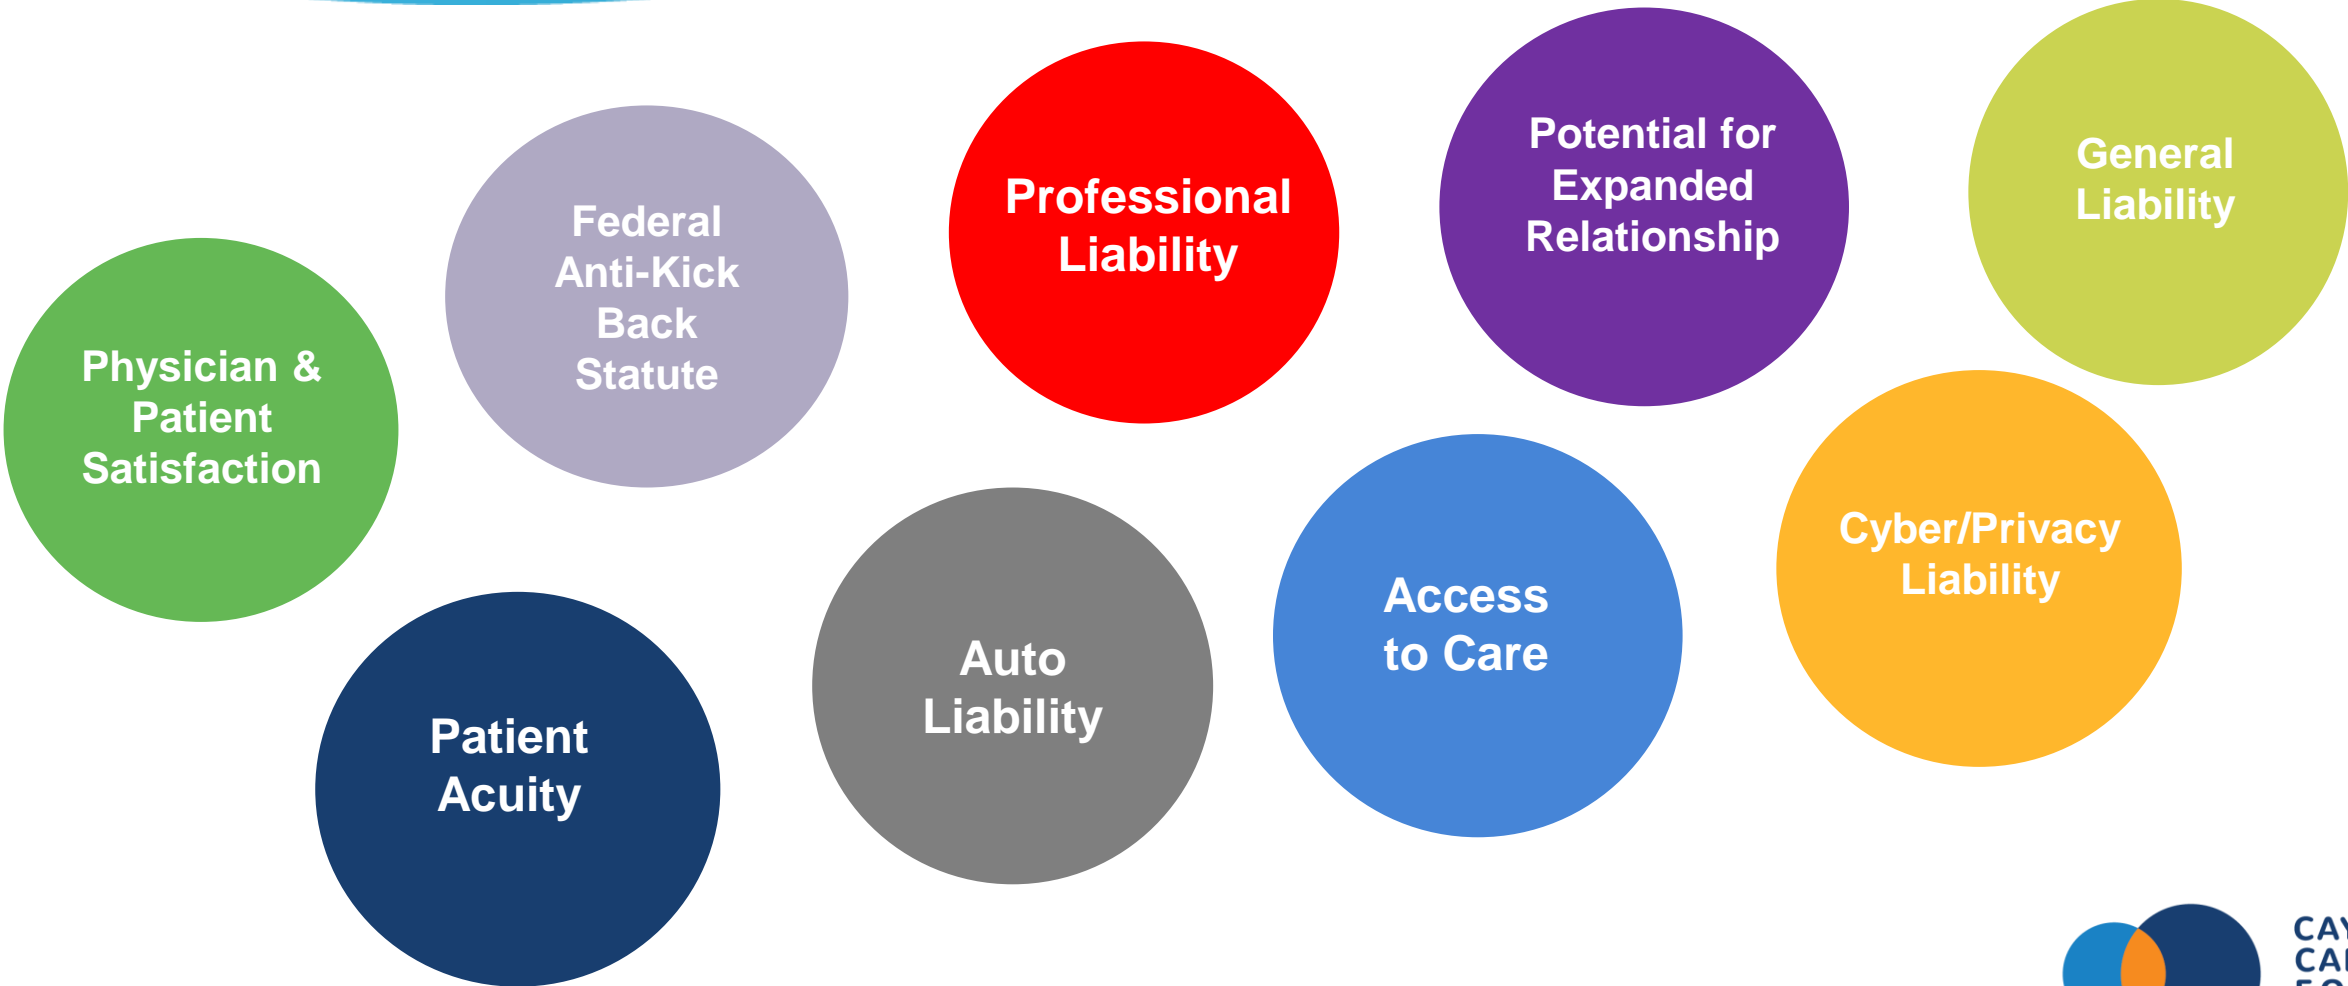 Physician &
Patient
Satisfaction
Federal
Anti-Kick
Back
Statute
Professional
Liability
Potential for
Expanded
Relationship
General
Liability
Patient
Acuity
Auto
Liability
Access
to Care
Cyber/Privacy
Liability